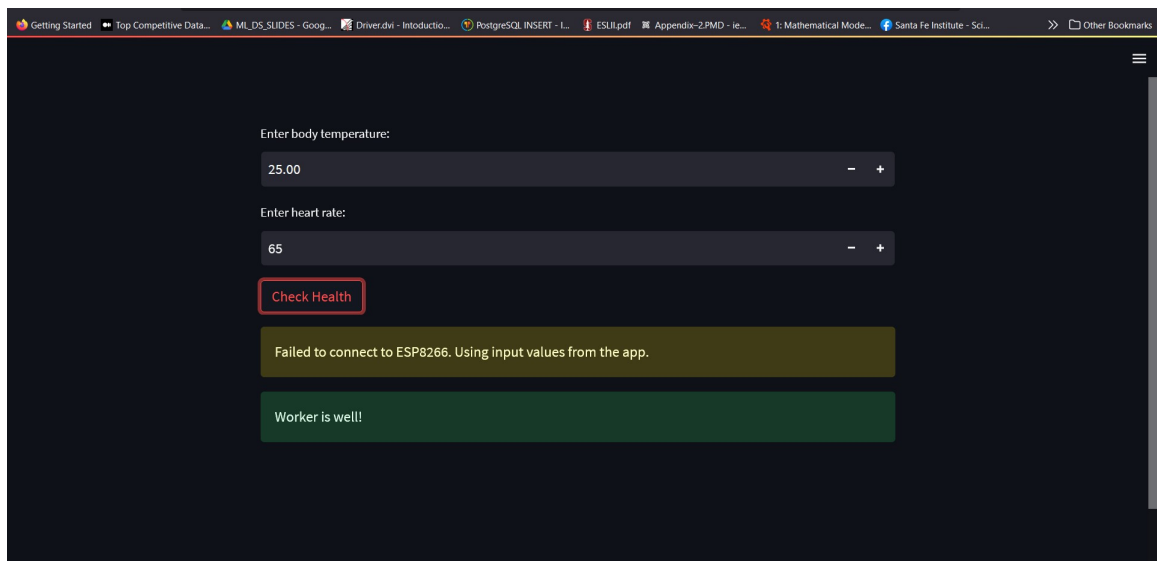 Getting Started Top Competitive Data... ML_DS_SLIDES - Goog... Driver.dvi - Intoductio... PostgreSQL INSERT - I... ESLII.pdf Appendix~2.PMD - ie... 1: Mathematical Mode... Santa Fe Institute - Sci... Other Bookmarks
Enter body temperature:
25.00
Enter heart rate:
65
Check Health
Failed to connect to ESP8266. Using input values from the app.
Worker is well!